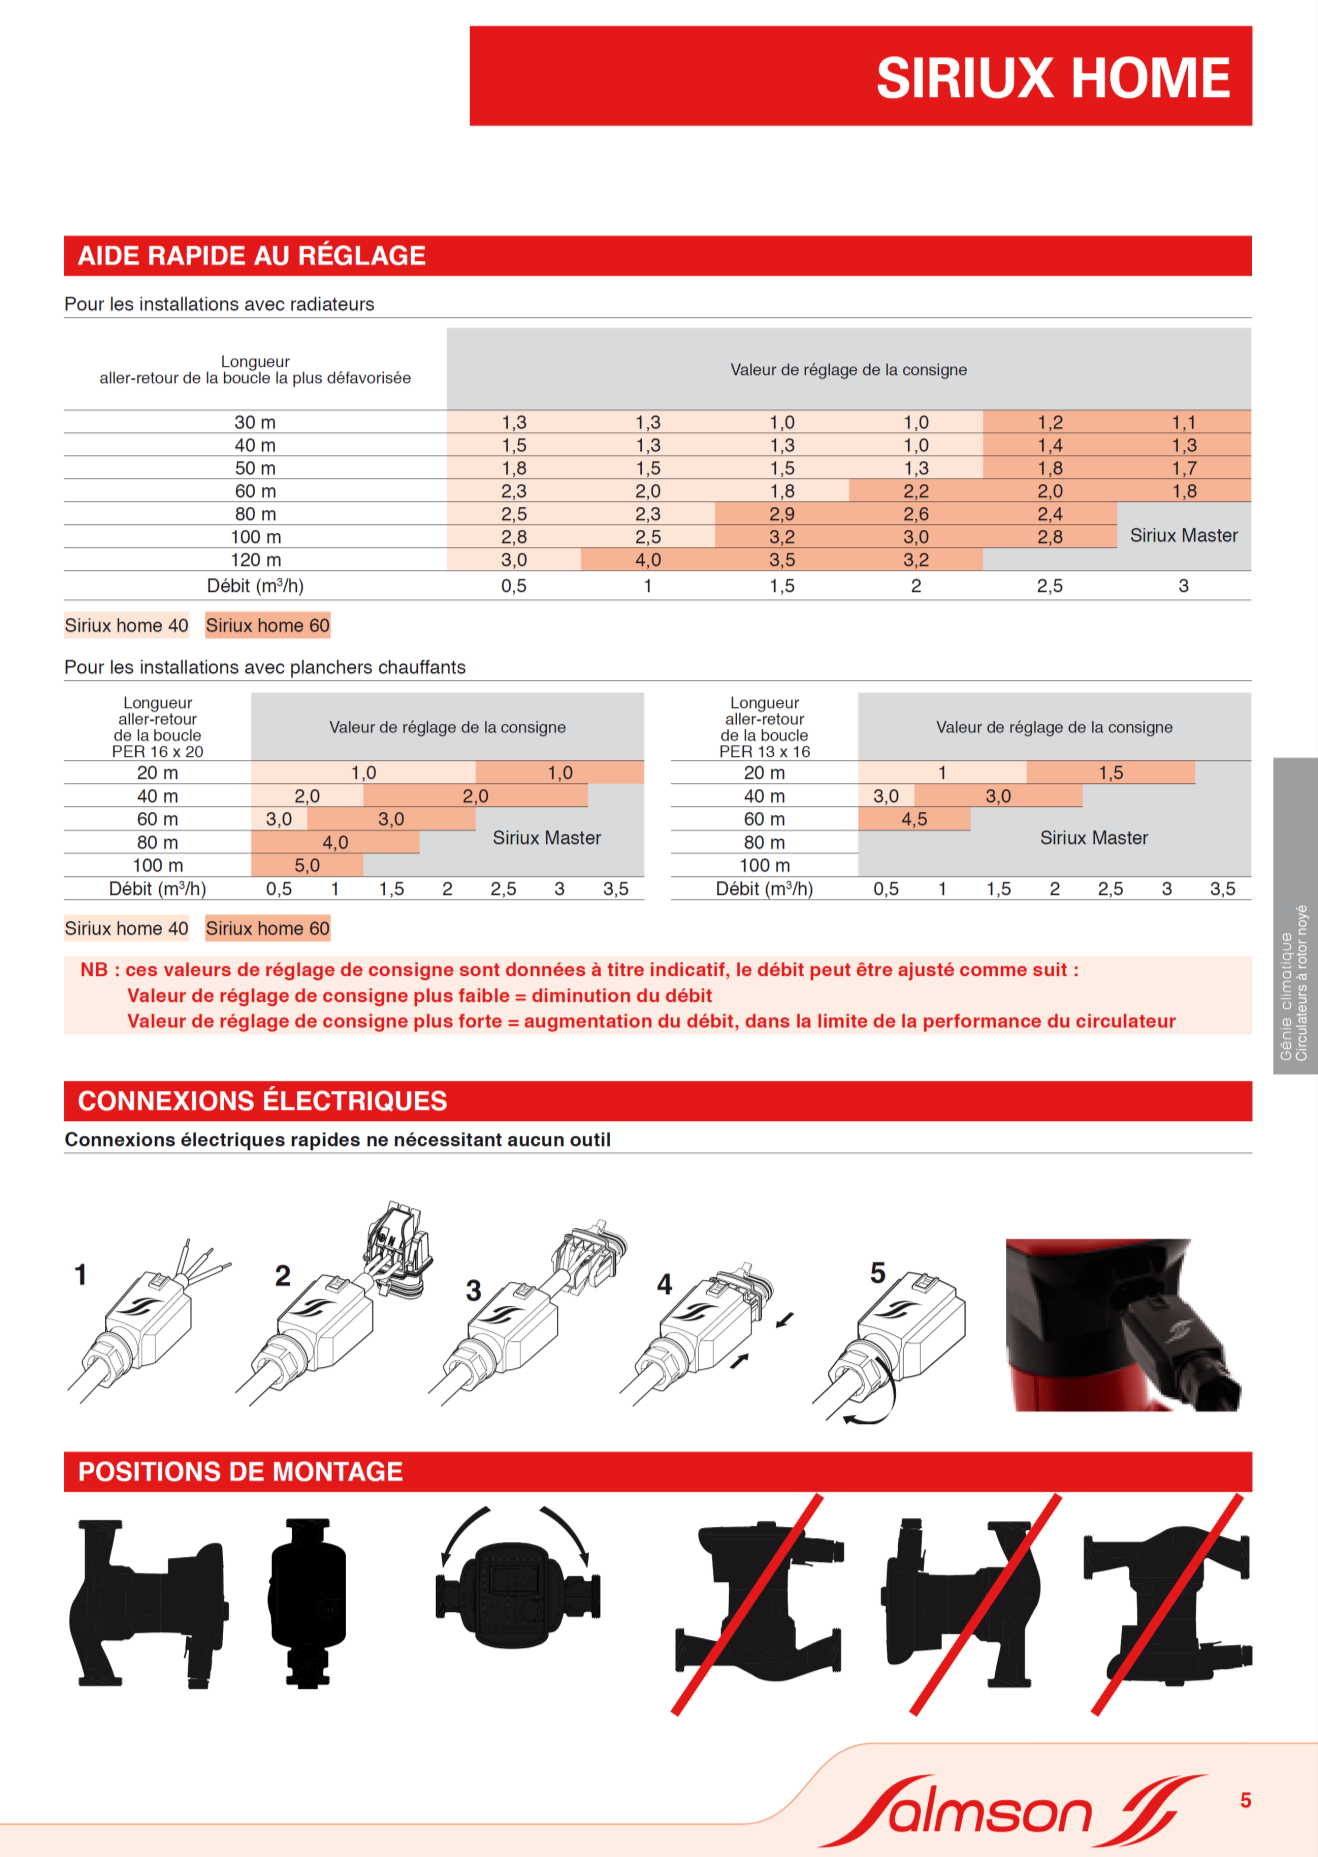 SIRIUX HOME
AIDE RAPIDE AU RÉGLAGE
Pour les installations avec radiateurs
Longueur
aller-retour de la boucle la plus défavorisée
Valeur de réglage de la consigne
30 m 1,3 1,3 1,0 1,0 1,2 1,1
40 m 1,5 1,3 1,3 1,0 1,4 1,3
50 m 1,8 1,5 1,5 1,3 1,8 1,7
60 m 2,3 2,0 1,8 2,2 2,0 1,8
80 m 2,5 2,3 2,9 2,6 2,4
100 m 2,8 2,5 3,2 3,0 2,8 Siriux Master
120 m 3,0 4,0 3,5 3,2
Débit (m³/h) 0,5 1 1,5 2 2,5 3
Siriux home 40 Siriux home 60
Pour les installations avec planchers chauffants
Longueur
aller-retour
de la boucle
PER 16 x 20
Valeur de réglage de la consigne
20 m 1,0 1,0
40 m 2,0 2,0
60 m 3,0 3,0
80 m 4,0 Siriux Master
100 m 5,0
Débit (m³/h) 0,5 1 1,5 2 2,5 3 3,5
Longueur
aller-retour
de la boucle
PER 13 x 16
Valeur de réglage de la consigne
20 m 1 1,5
40 m 3,0 3,0
60 m 4,5
80 m Siriux Master
100 m
Débit (m³/h) 0,5 1 1,5 2 2,5 3 3,5
Siriux home 40 Siriux home 60
NB : ces valeurs de réglage de consigne sont données à titre indicatif, le débit peut être ajusté comme suit :
Valeur de réglage de consigne plus faible = diminution du débit
Valeur de réglage de consigne plus forte = augmentation du débit, dans la limite de la performance du circulateur
Génie climatique
Circulateurs à rotor noyé
CONNEXIONS ÉLECTRIQUES
Connexions électriques rapides ne nécessitant aucun outil
1 2 3 4 5
N
POSITIONS DE MONTAGE
Salmson
5